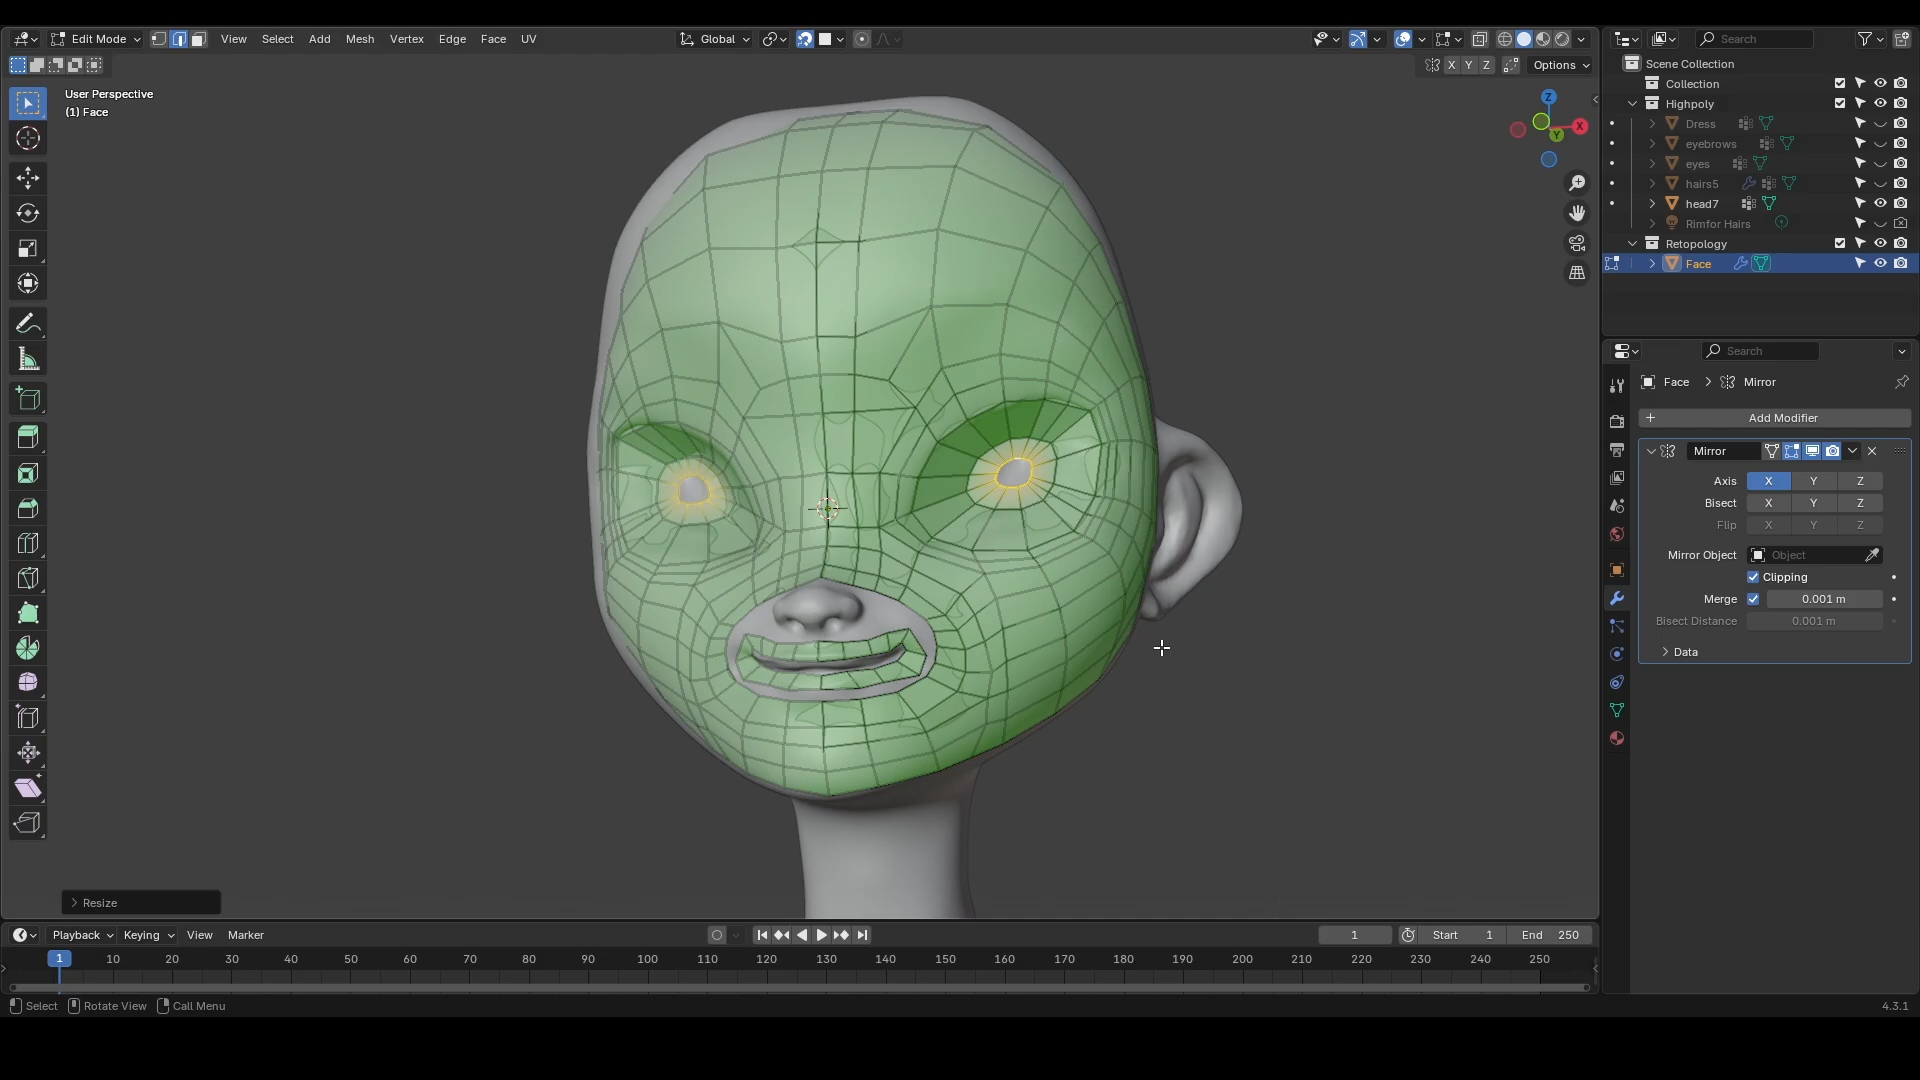 Edit Mode View Select Add Mesh Vertex Edge Face UV Global
X Y Z Options
User Perspective
(1) Face
Z
X
Y
Resize
Search
Scene Collection
Collection
Highpoly
Dress
eyebrows
eyes
hairs5
head7
Rimfor Hairs
Retopology
Face
Search
Face > Mirror
+ Add Modifier
Mirror
Axis X Y Z
Bisect X Y Z
Flip X Y Z
Mirror Object Object
Clipping
Merge 0.001 m
Bisect Distance 0.001 m
Data
Playback Keying View Marker 1 Start 1 End 250
1 10 20 30 40 50 60 70 80 90 100 110 120 130 140 150 160 170 180 190 200 210 220 230 240 250
Select Rotate View Call Menu 4.3.1